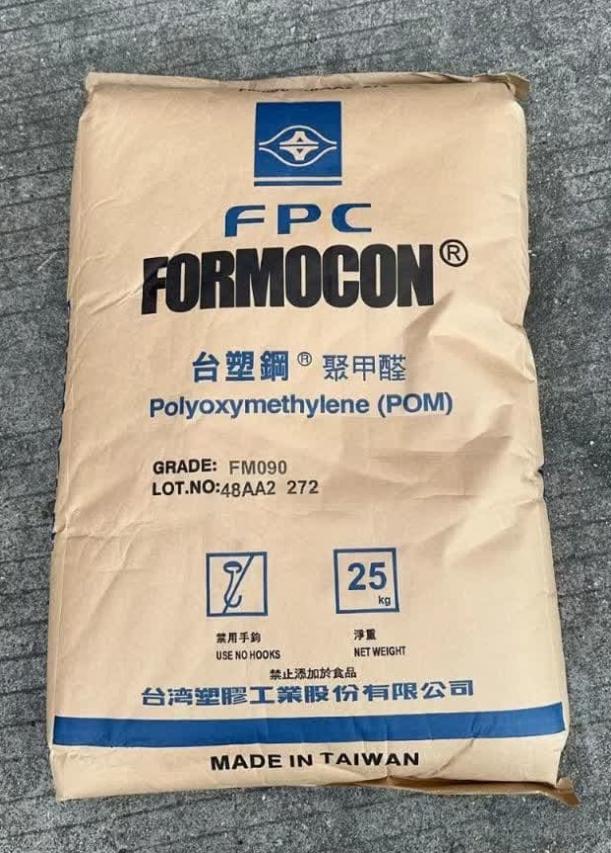 FPC
FORMOCON®
台塑鋼® 聚甲醛
Polyoxymethylene (POM)
GRADE: FM090
LOT.NO:48AA2 272
25
kg
禁用手鈎 淨重
USE NO HOOKS NET WEIGHT
禁止添加於食品
台湾塑膠工業股份有限公司
MADE IN TAIWAN